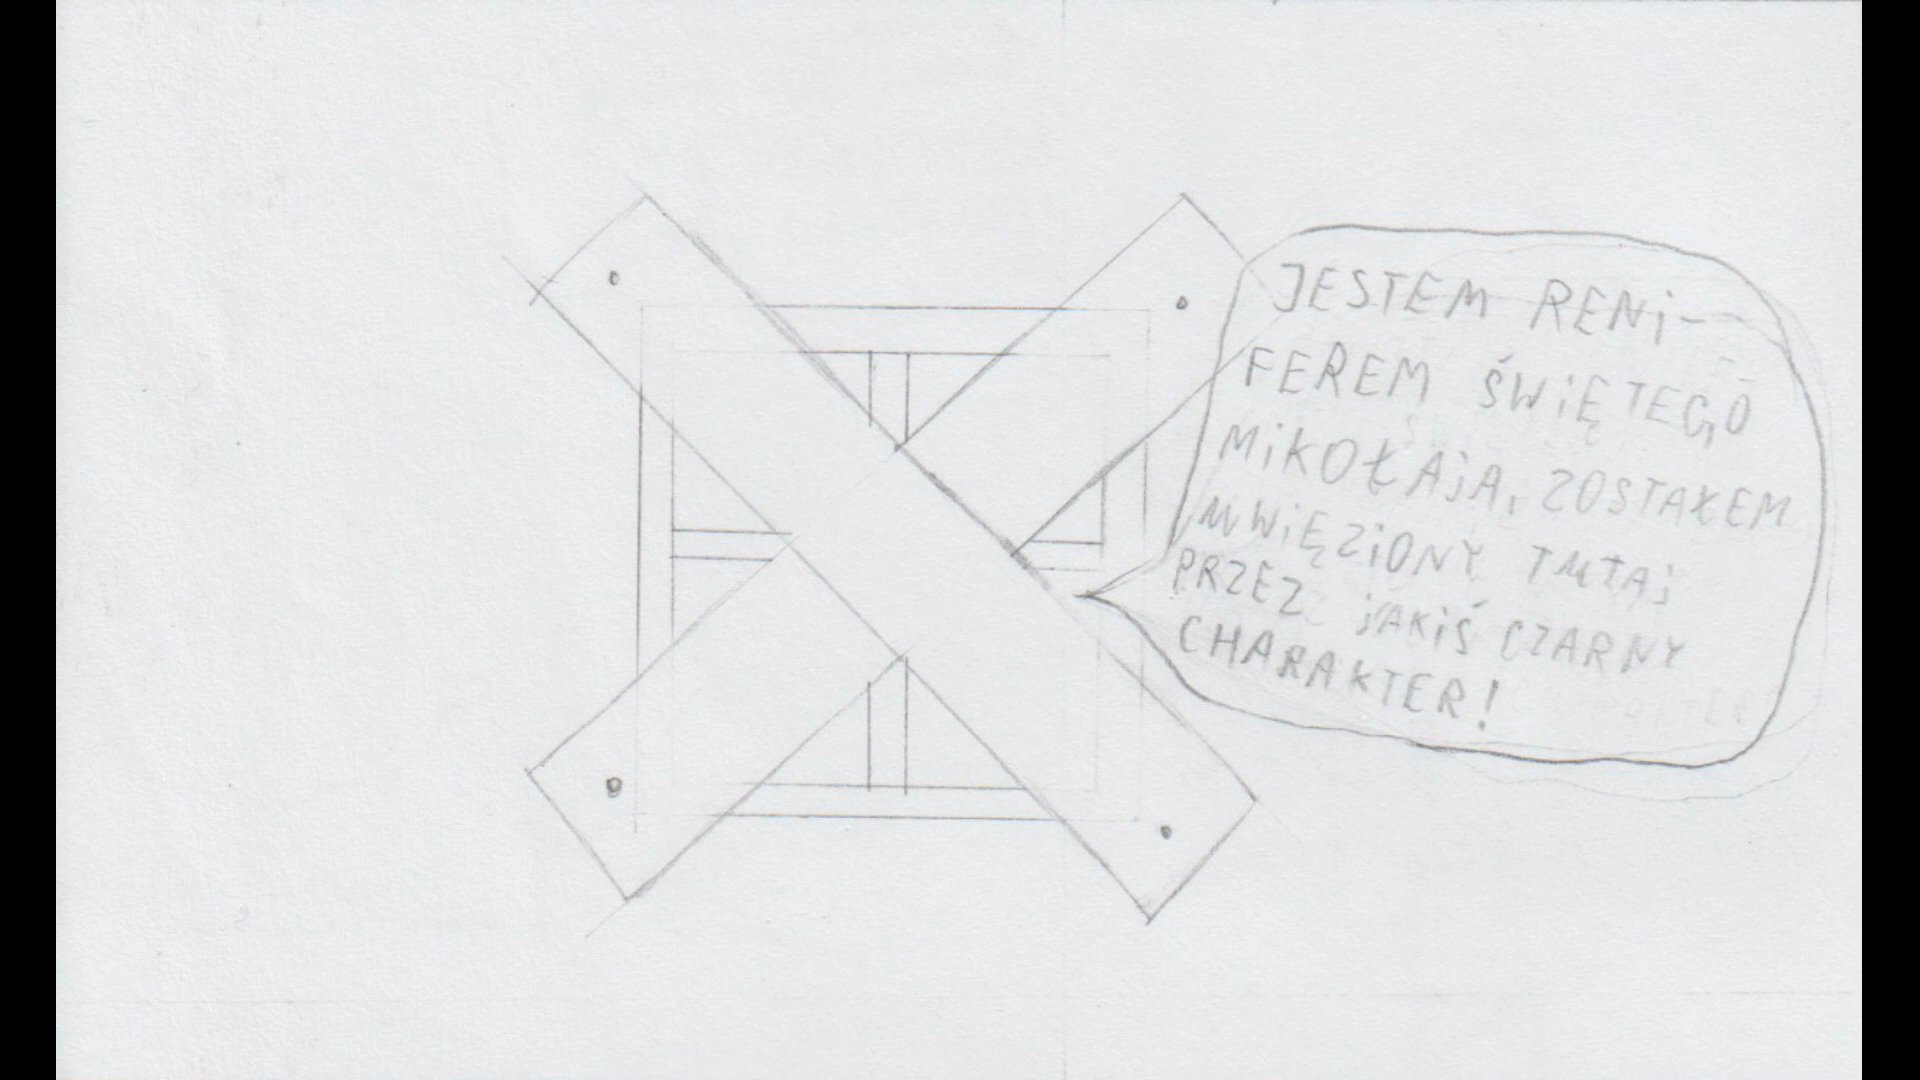 JESTEM RENi-
FEREM ŚWiĘTEGO
MiKOŁAjA, ZOSTAŁEM
UWiĘZiONY TUTAj
PRZEZ jAKiŚ CZARNY
CHARAKTER!